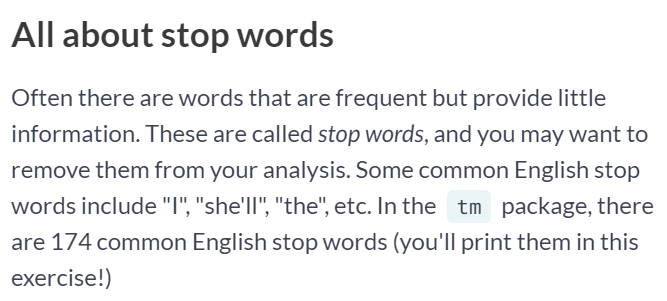 All about stop words
Often there are words that are frequent but provide little
information. These are called stop words, and you may want to
remove them from your analysis. Some common English stop
words include "I", "she'll", "the", etc. In the tm package, there
are 174 common English stop words (you'll print them in this
exercise!)